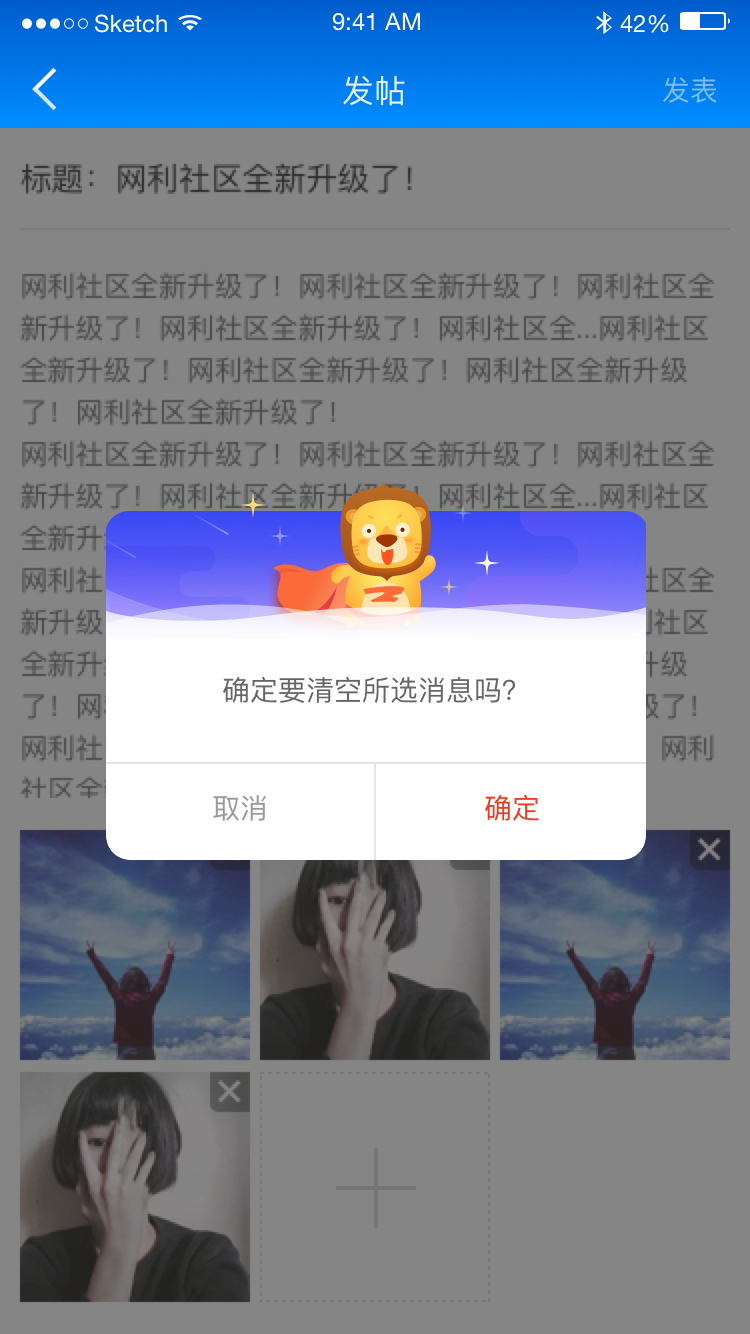 Sketch
9:41 AM
42%
发帖
发表
标题：网利社区全新升级了！
网利社区全新升级了！网利社区全新升级了！网利社区全
新升级了！网利社区全新升级了！网利社区全...网利社区
全新升级了！网利社区全新升级了！网利社区全新升级
了！网利社区全新升级了！
网利社区全新升级了！网利社区全新升级了！网利社区全
新升级了！网利社区全新升级了！网利社区全...网利社区
全新升
网利社 社区全
新升级 社区
全新升 级
了！网 级了！
网利社 网利
社区全
确定要清空所选消息吗?
取消
确定